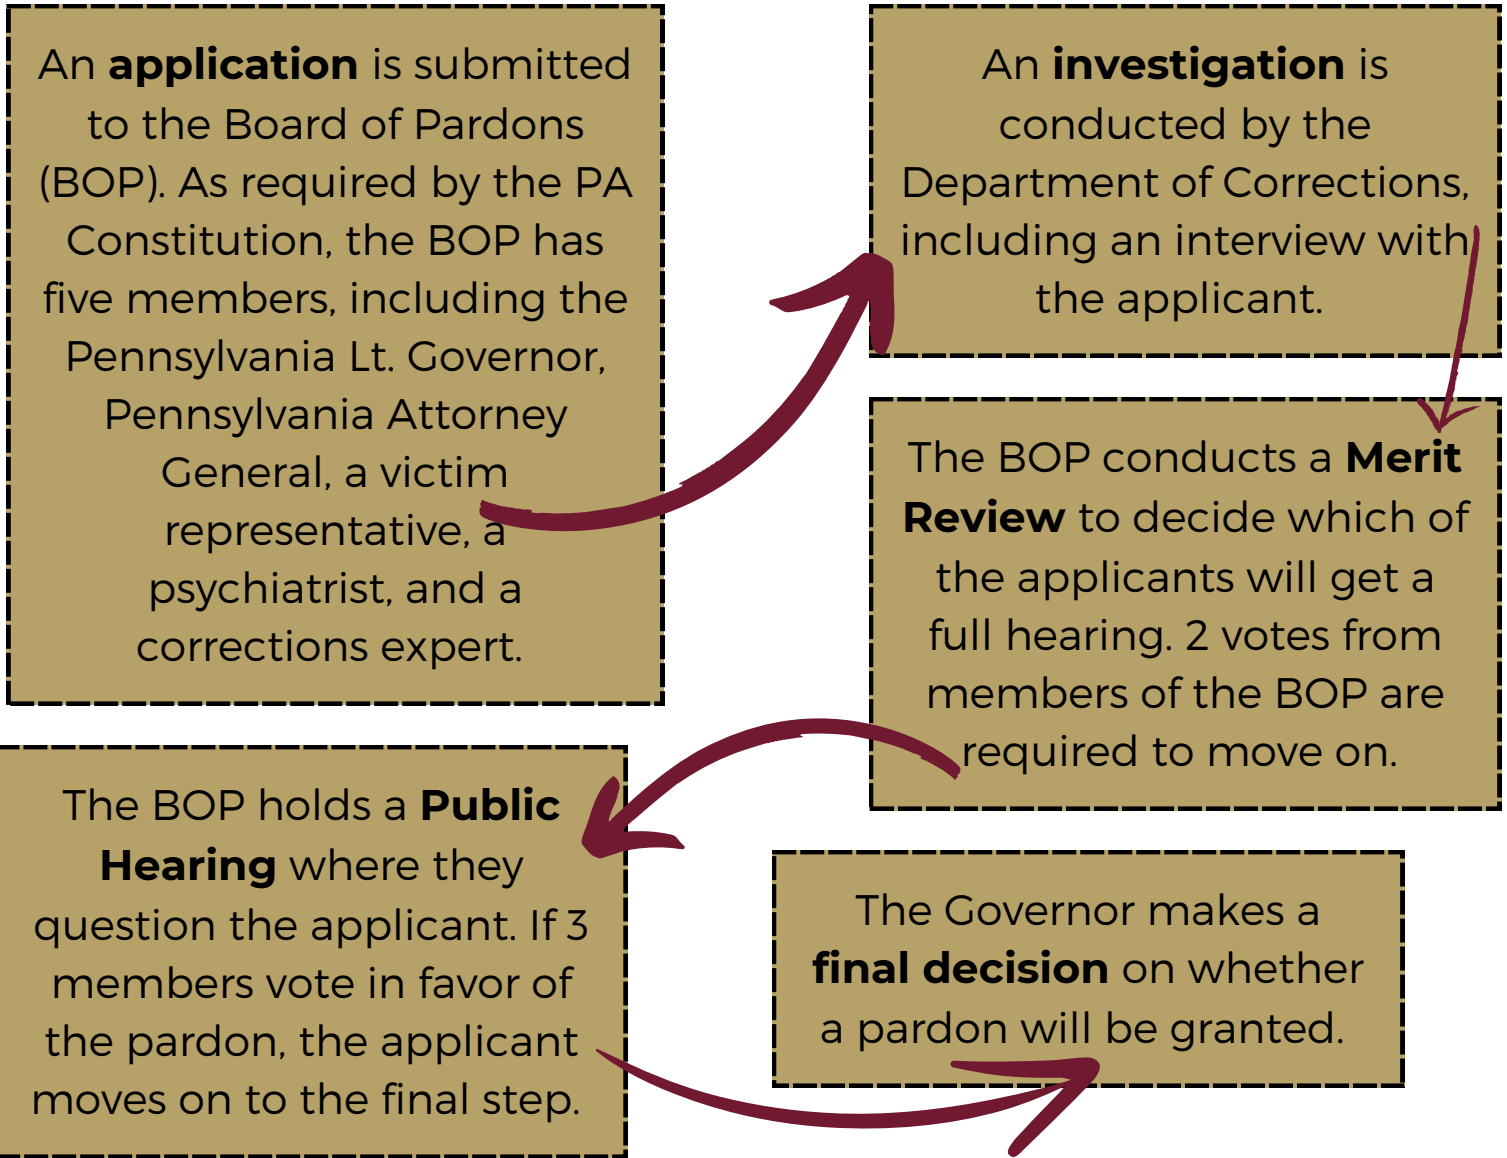 An application is submitted
to the Board of Pardons
(BOP). As required by the PA
Constitution, the BOP has
five members, including the
Pennsylvania Lt. Governor,
Pennsylvania Attorney
General, a victim
representative, a
psychiatrist, and a
corrections expert.
An investigation is
conducted by the
Department of Corrections,
including an interview with
the applicant.
The BOP conducts a Merit
Review to decide which of
the applicants will get a
full hearing. 2 votes from
members of the BOP are
required to move on.
The BOP holds a Public
Hearing where they
question the applicant. If 3
members vote in favor of
the pardon, the applicant
moves on to the final step.
The Governor makes a
final decision on whether
a pardon will be granted.